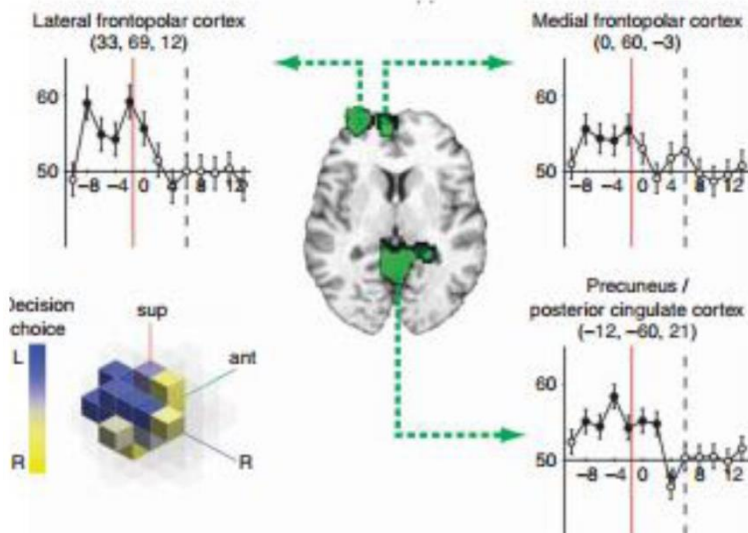 Lateral frontopolar cortex
(33, 69, 12)
60
50
−8 −4 0 4 8 12
Medial frontopolar cortex
(0, 60, −3)
60
50
−8 −4 0 4 8 12
Decision
choice
L
R
sup
ant
R
Precuneus /
posterior cingulate cortex
(−12, −60, 21)
60
50
−8 −4 0 4 8 12